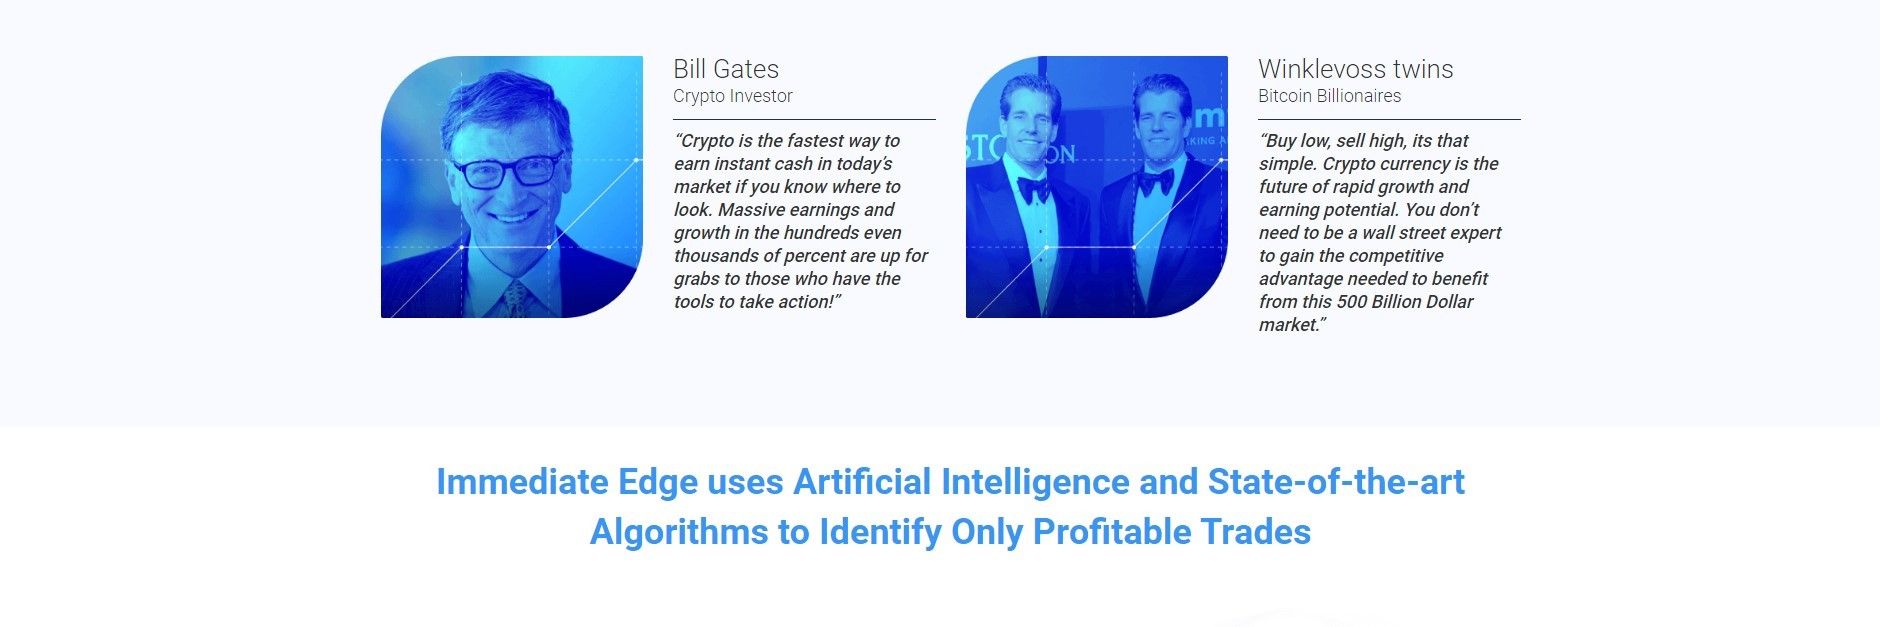 Bill Gates
Crypto Investor
“Crypto is the fastest way to
earn instant cash in today’s
market if you know where to
look. Massive earnings and
growth in the hundreds even
thousands of percent are up for
grabs to those who have the
tools to take action!”
Winklevoss twins
Bitcoin Billionaires
“Buy low, sell high, its that
simple. Crypto currency is the
future of rapid growth and
earning potential. You don’t
need to be a wall street expert
to gain the competitive
advantage needed to benefit
from this 500 Billion Dollar
market.”
Immediate Edge uses Artificial Intelligence and State-of-the-art
Algorithms to Identify Only Profitable Trades